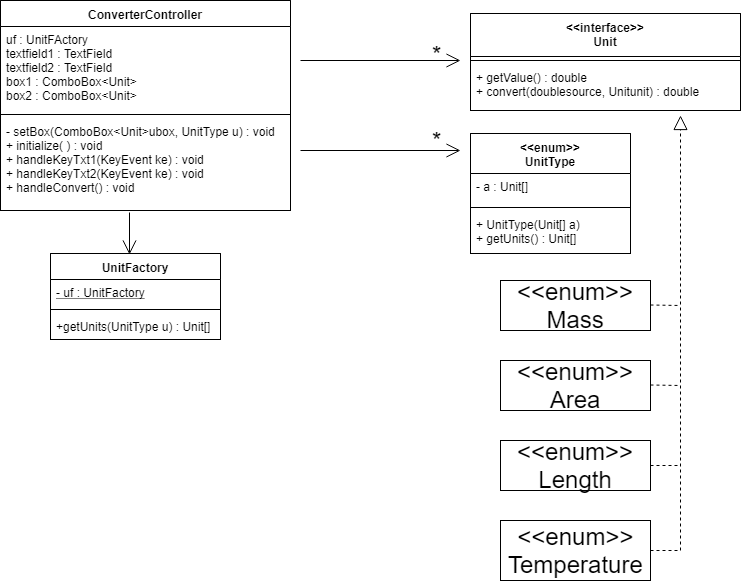 ConverterController
uf : UnitFActory
textfield1 : TextField
textfield2 : TextField
box1 : ComboBox<Unit>
box2 : ComboBox<Unit>
- setBox(ComboBox<Unit>ubox, UnitType u) : void
+ initialize( ) : void
+ handleKeyTxt1(KeyEvent ke) : void
+ handleKeyTxt2(KeyEvent ke) : void
+ handleConvert() : void
*
*
<<interface>>
Unit
+ getValue() : double
+ convert(doublesource, Unitunit) : double
<<enum>>
UnitType
- a : Unit[]
+ UnitType(Unit[] a)
+ getUnits() : Unit[]
UnitFactory
- uf : UnitFactory
+getUnits(UnitType u) : Unit[]
<<enum>>
Mass
<<enum>>
Area
<<enum>>
Length
<<enum>>
Temperature